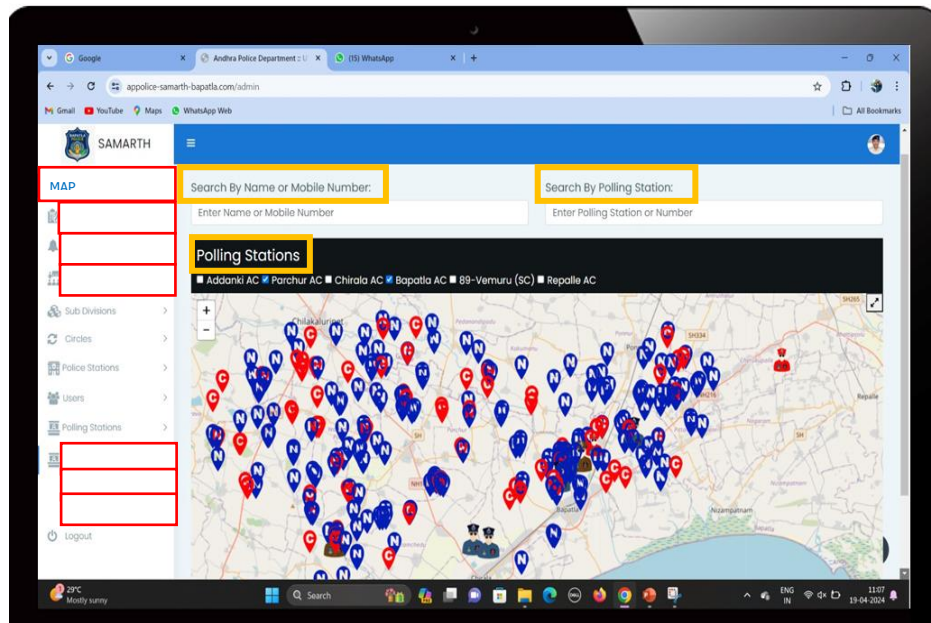 Google
Andhra Police Department :: U
(15) WhatsApp
appolice-samarth-bapatla.com/admin
Gmail YouTube Maps WhatsApp Web
All Bookmarks
SAMARTH
MAP
Search By Name or Mobile Number:
Search By Polling Station:
Enter Name or Mobile Number
Enter Polling Station or Number
Polling Stations
Addanki AC Parchur AC Chirala AC Bapatla AC 89-Vemuru (SC) Repalle AC
Sub Divisions
Circles
Police Stations
Users
Polling Stations
Logout
+
-
Chilakaluripet
SH265
SH334
Repalle
SH
SH
Bapatla
Nizampatnam
29°C
Mostly sunny
Search
ENG
IN
11:07
19-04-2024